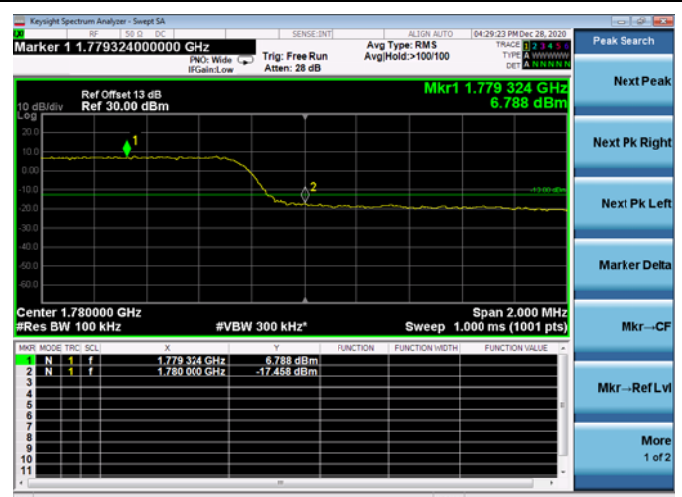 Keysight Spectrum Analyzer - Swept SA
RF 50 Ω DC SENSE:INT ALIGN AUTO 04:29:23 PM Dec 28, 2020
Marker 1 1.779324000000 GHz
PNO: Wide Trig: Free Run Avg Type: RMS TRACE 1 2 3 4 5 6
IFGain:Low Atten: 28 dB Avg|Hold:>100/100 TYPE A WWWWW
DET A N N N N N
Peak Search
Ref Offset 13 dB Mkr1 1.779 324 GHz
10 dB/div Ref 30.00 dBm 6.788 dBm
Log
20.0
10.0
0.00
-10.0
-20.0
-30.0
-40.0
-50.0
-60.0
1
2
-13.00 dBm
Center 1.780000 GHz Span 2.000 MHz
#Res BW 100 kHz #VBW 300 kHz* Sweep 1.000 ms (1001 pts)
MKR MODE TRC SCL X Y FUNCTION FUNCTION WIDTH FUNCTION VALUE
1 N 1 f 1.779 324 GHz 6.788 dBm
2 N 1 f 1.780 000 GHz -17.458 dBm
3
4
5
6
7
8
9
10
11
Next Peak
Next Pk Right
Next Pk Left
Marker Delta
Mkr→CF
Mkr→Ref Lvl
More
1 of 2